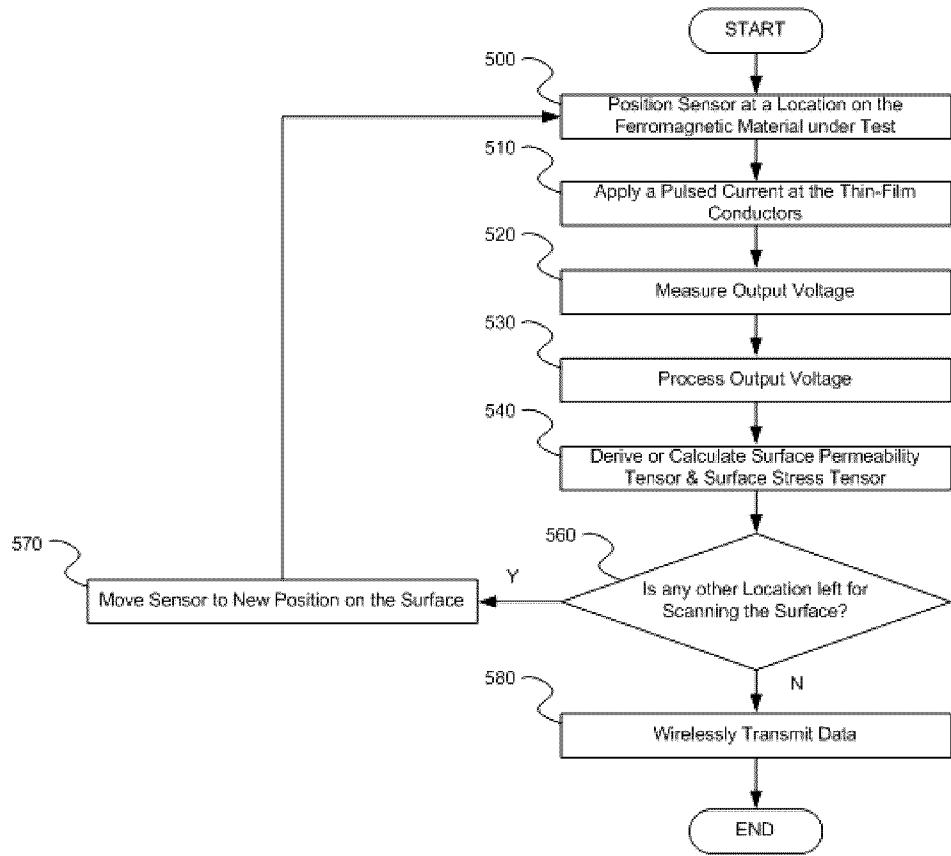 START
500
Position Sensor at a Location on the
Ferromagnetic Material under Test
510
Apply a Pulsed Current at the Thin-Film
Conductors
520
Measure Output Voltage
530
Process Output Voltage
540
Derive or Calculate Surface Permeability
Tensor & Surface Stress Tensor
560
Is any other Location left for
Scanning the Surface?
Y
570
Move Sensor to New Position on the Surface
N
580
Wirelessly Transmit Data
END